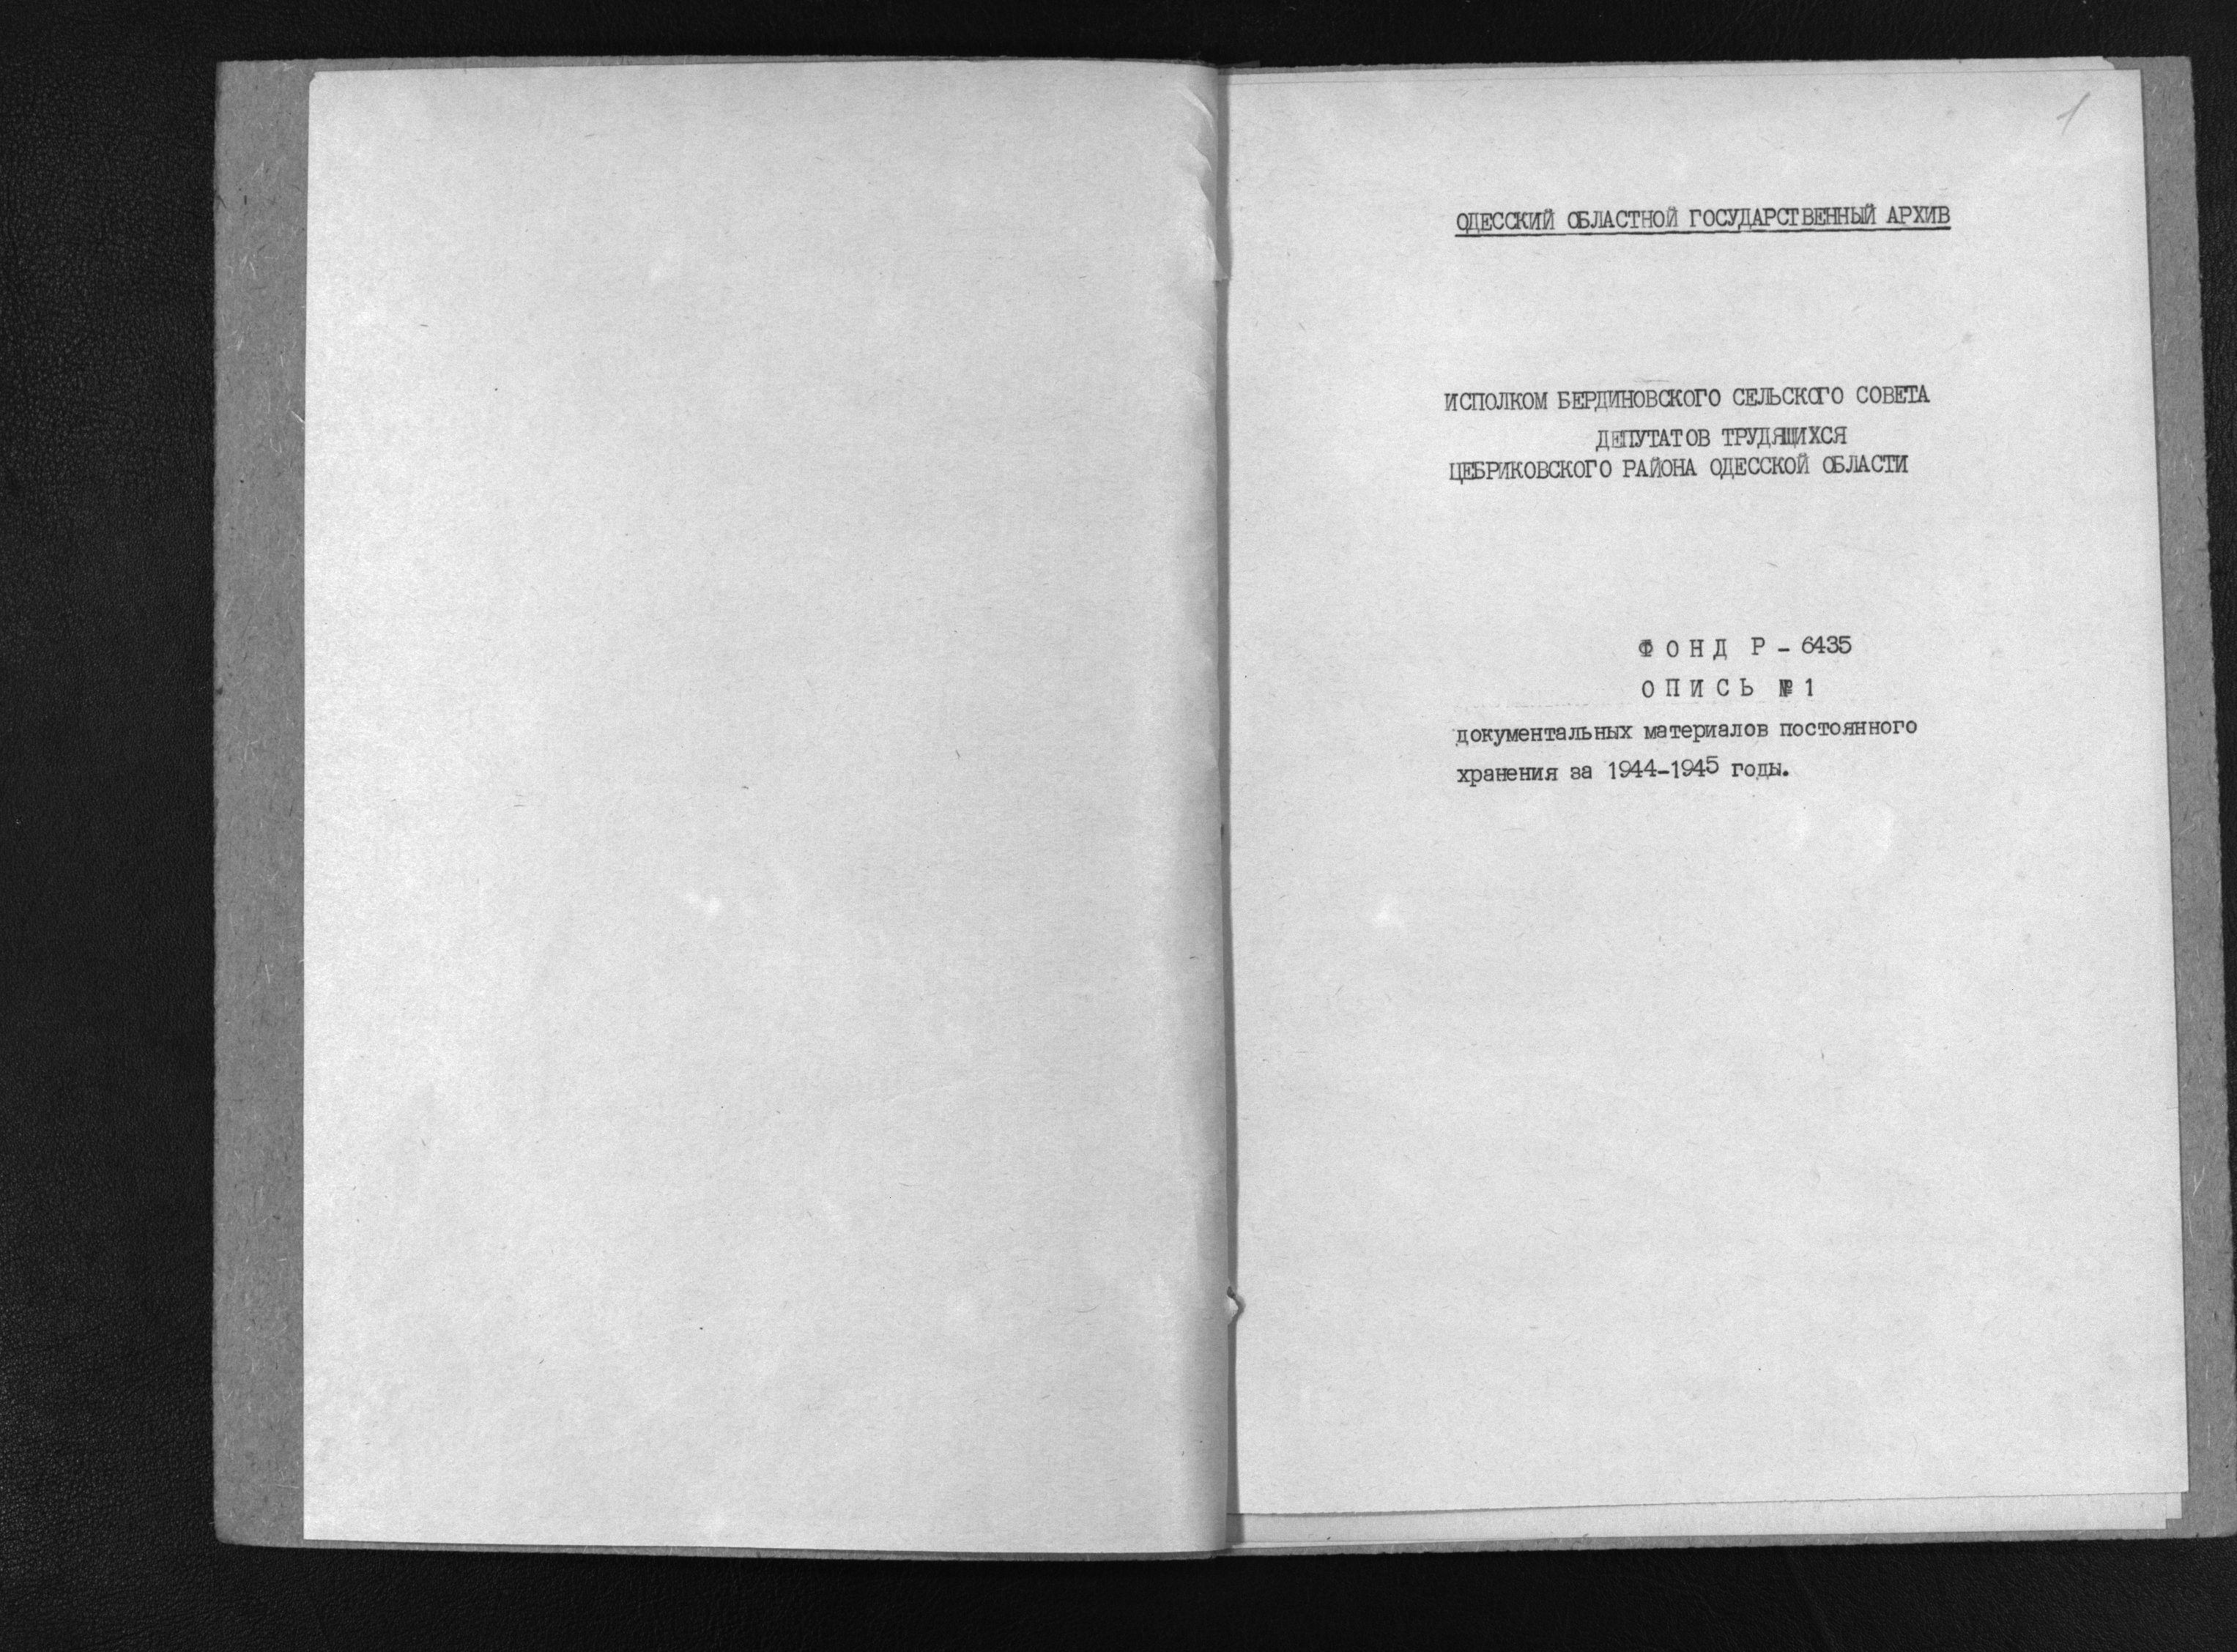 1
ОДЕССКИЙ ОБЛАСТНОЙ ГОСУДАРСТВЕННЫЙ АРХИВ
ИСПОЛКОМ БЕРДИНОВСКОГО СЕЛЬСКОГО СОВЕТА
ДЕПУТАТОВ ТРУДЯЩИХСЯ
ЦЕБРИКОВСКОГО РАЙОНА ОДЕССКОЙ ОБЛАСТИ
Ф О Н Д Р - 6435
О П И С Ь № 1
документальных материалов постоянного
хранения за 1944-1945 годы.